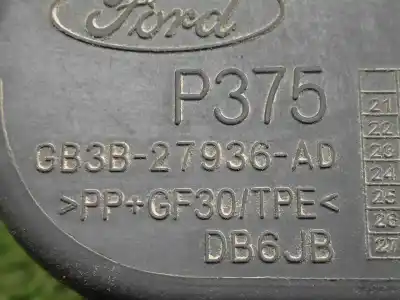 Ford
P375
GB3B-27936-AD
>PP+GF30/TPE<
DB6JB
21
22
23
24
25
26
27